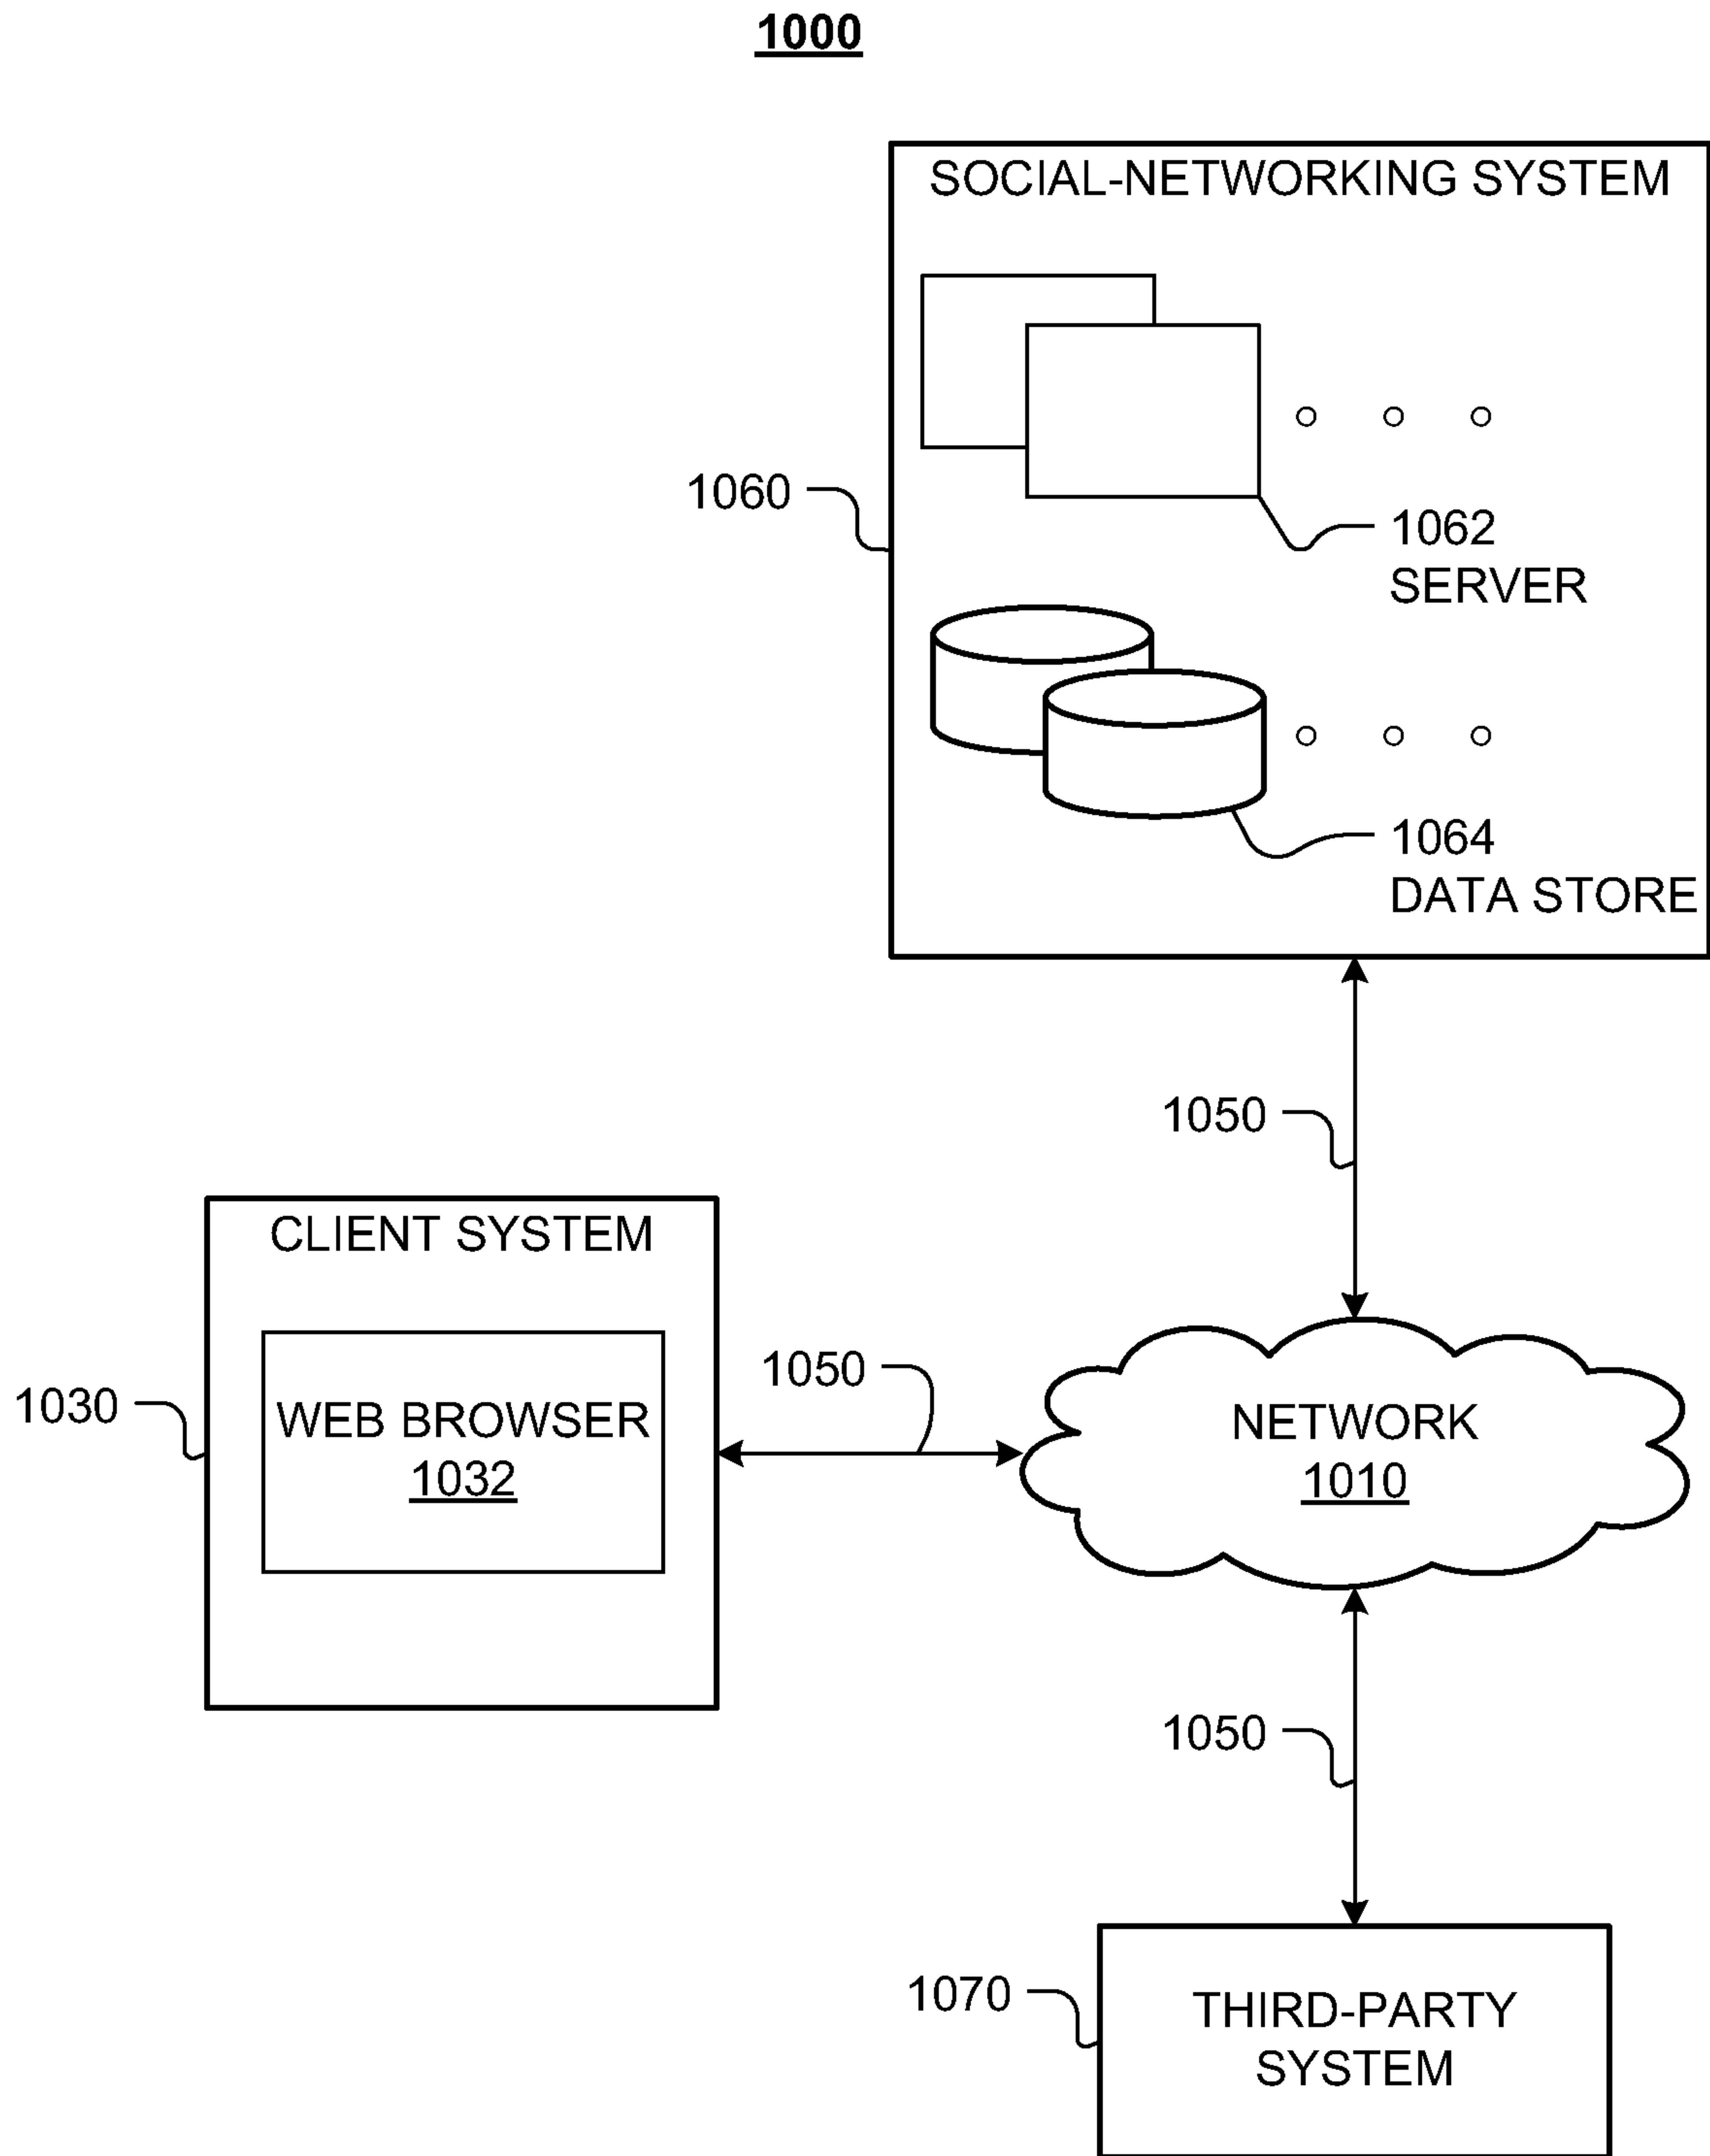 1000
SOCIAL-NETWORKING SYSTEM
1060
1062
SERVER
1064
DATA STORE
1050
CLIENT SYSTEM
1030
WEB BROWSER
1032
1050
NETWORK
1010
1050
1070
THIRD-PARTY
SYSTEM